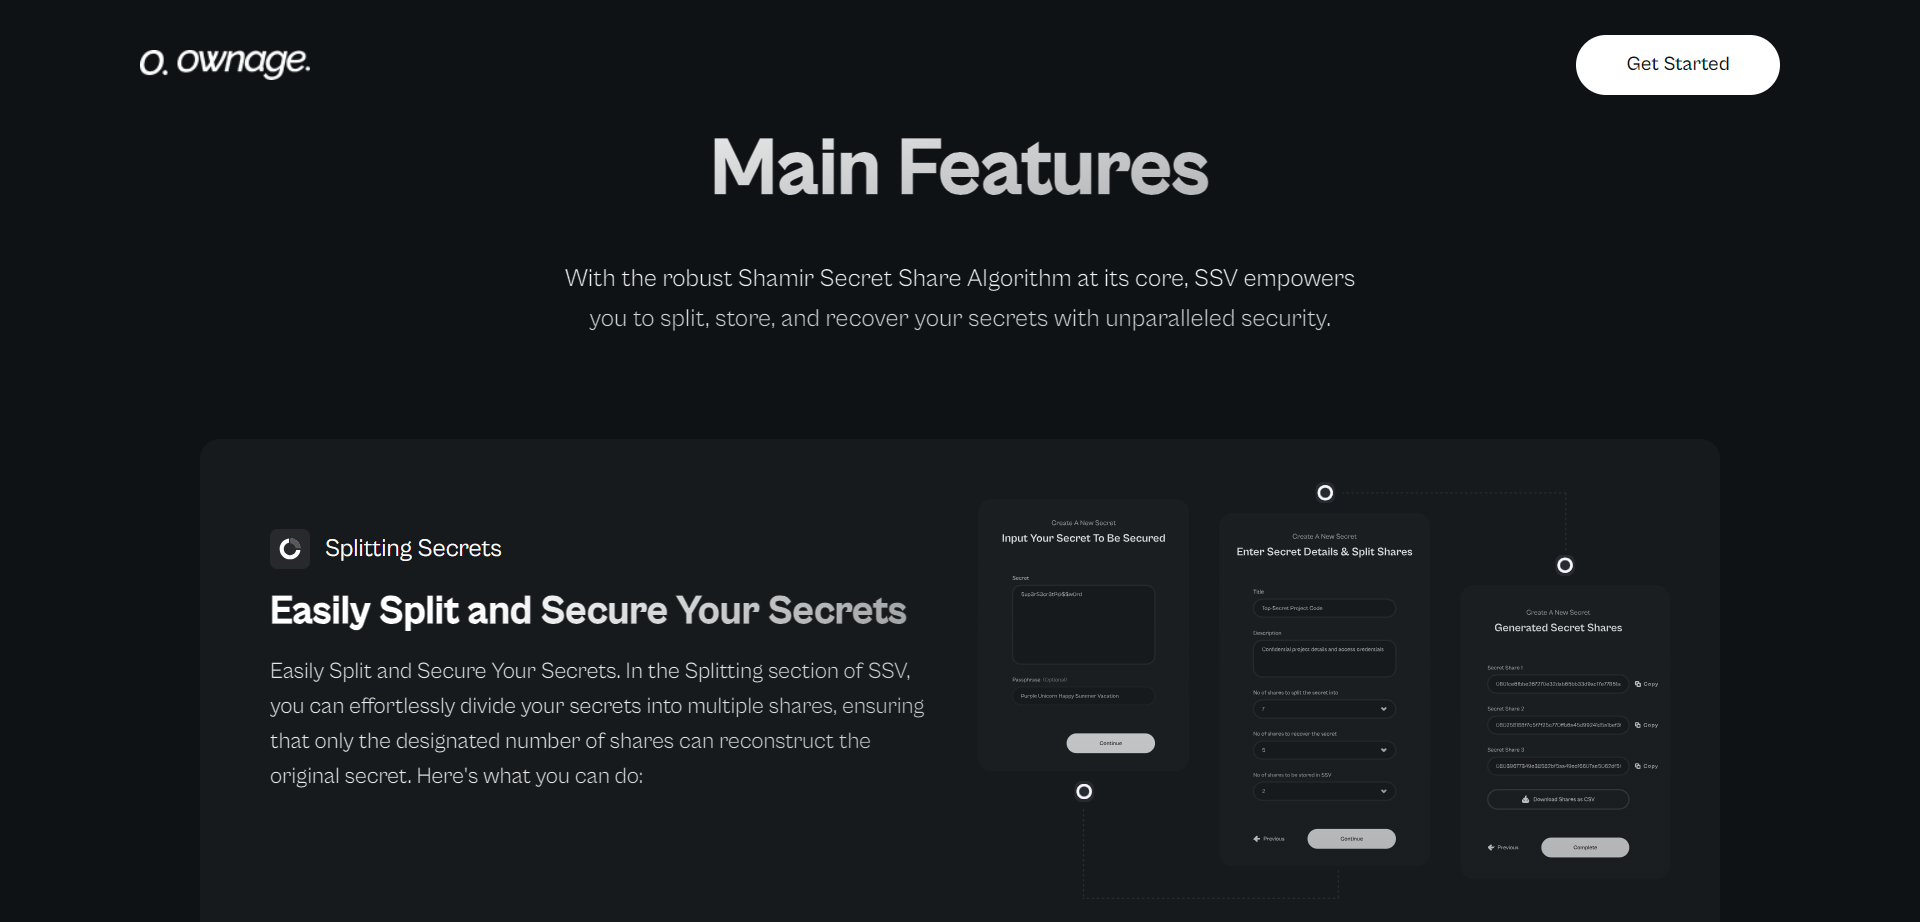 O. ownage.
Get Started
Main Features
With the robust Shamir Secret Share Algorithm at its core, SSV empowers
you to split, store, and recover your secrets with unparalleled security.
Splitting Secrets
Easily Split and Secure Your Secrets
Easily Split and Secure Your Secrets. In the Splitting section of SSV,
you can effortlessly divide your secrets into multiple shares, ensuring
that only the designated number of shares can reconstruct the
original secret. Here's what you can do:
Create A New Secret
Input Your Secret To Be Secured
Secret
Passphrase (Optional)
Purple Unicorn Happy Summer Vacation
Continue
Create A New Secret
Enter Secret Details & Split Shares
Title
Top-Secret Project Code
Description
Confidential project details and access credentials
No of shares to split the secret into
7
No of shares to recover the secret
5
No of shares to be stored in SSV
2
Previous
Continue
Create A New Secret
Generated Secret Shares
Secret Share 1
Copy
Secret Share 2
Copy
Secret Share 3
Copy
Download Shares as CSV
Previous
Complete